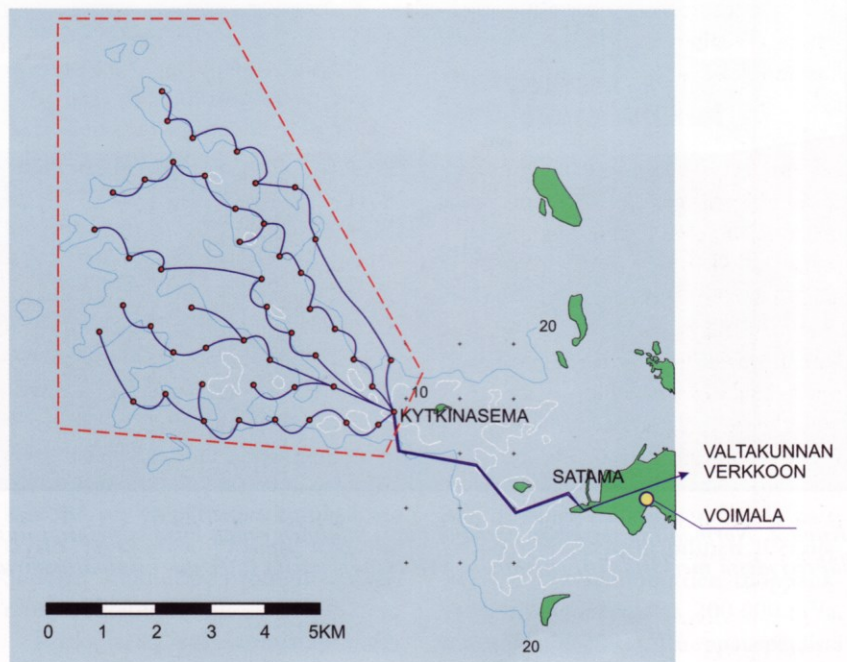 20
10
KYTKINASEMA
SATAMA
VALTAKUNNAN
VERKKOON
VOIMALA
0 1 2 3 4 5KM
20